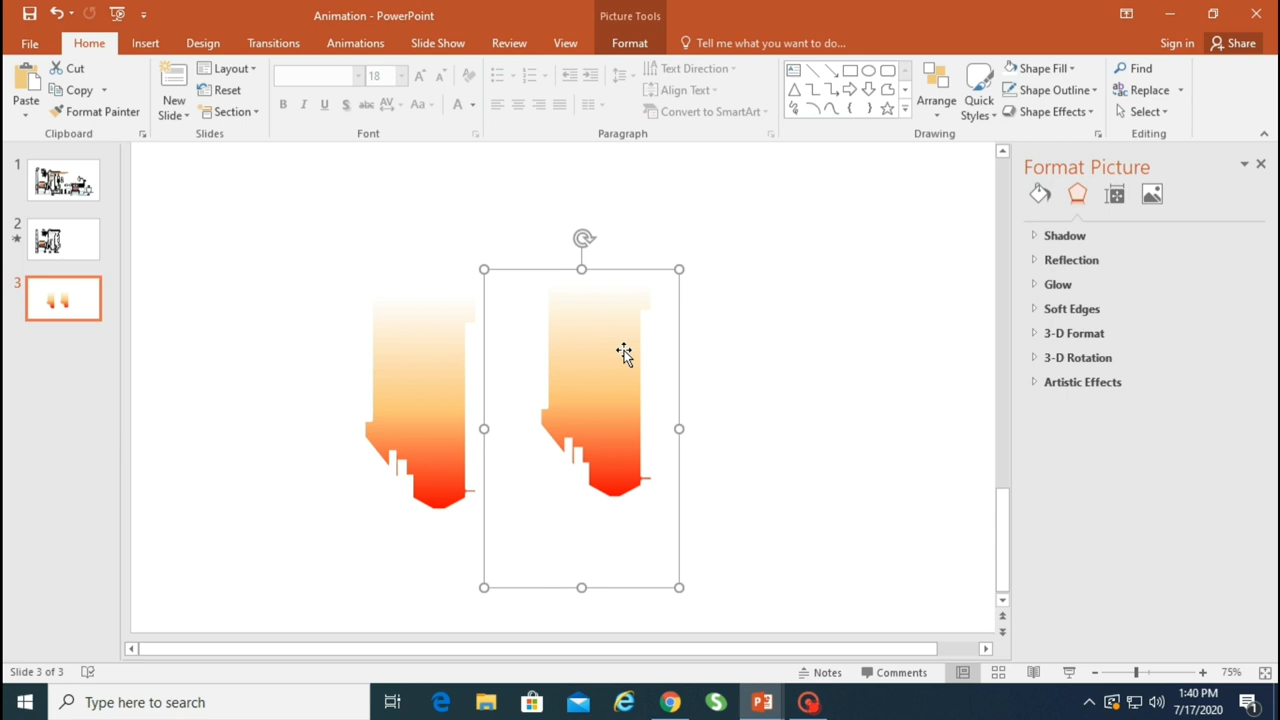 Animation - PowerPoint
Picture Tools
File
Home
Insert
Design
Transitions
Animations
Slide Show
Review
View
Format
Tell me what you want to do...
Sign in
Share
Paste
Cut
Copy
Format Painter
Clipboard
New Slide
Layout
Reset
Section
Slides
18
B I U S abc AV Aa A
Font
Text Direction
Align Text
Convert to SmartArt
Paragraph
Arrange
Quick Styles
Shape Fill
Shape Outline
Shape Effects
Drawing
Find
Replace
Select
Editing
1
2
3
Format Picture
Shadow
Reflection
Glow
Soft Edges
3-D Format
3-D Rotation
Artistic Effects
Slide 3 of 3
Notes
Comments
75%
Type here to search
1:40 PM
7/17/2020
1